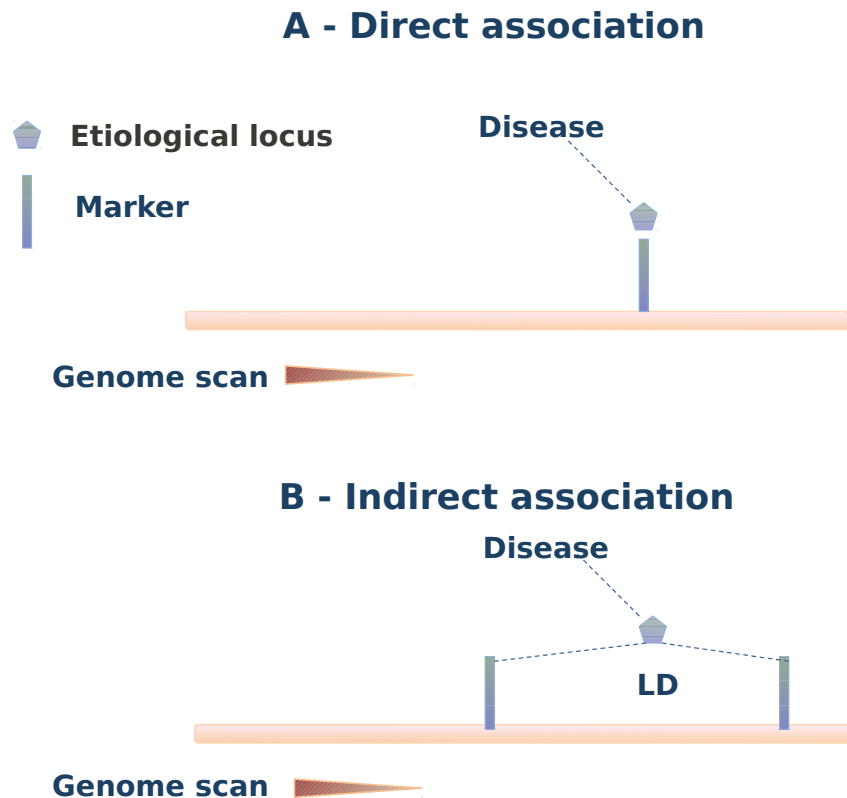 A - Direct association
Etiological locus
Disease
Marker
Genome scan
B - Indirect association
Disease
LD
Genome scan